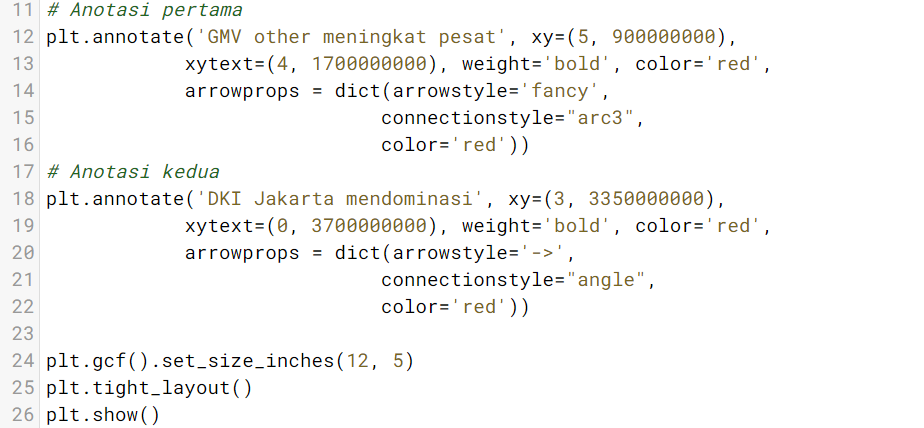 11 # Anotasi pertama
12 plt.annotate('GMV other meningkat pesat', xy=(5, 900000000),
13             xytext=(4, 1700000000), weight='bold', color='red',
14             arrowprops = dict(arrowstyle='fancy',
15                              connectionstyle="arc3",
16                              color='red'))
17 # Anotasi kedua
18 plt.annotate('DKI Jakarta mendominasi', xy=(3, 3350000000),
19             xytext=(0, 3700000000), weight='bold', color='red',
20             arrowprops = dict(arrowstyle='->',
21                              connectionstyle="angle",
22                              color='red'))
23
24 plt.gcf().set_size_inches(12, 5)
25 plt.tight_layout()
26 plt.show()